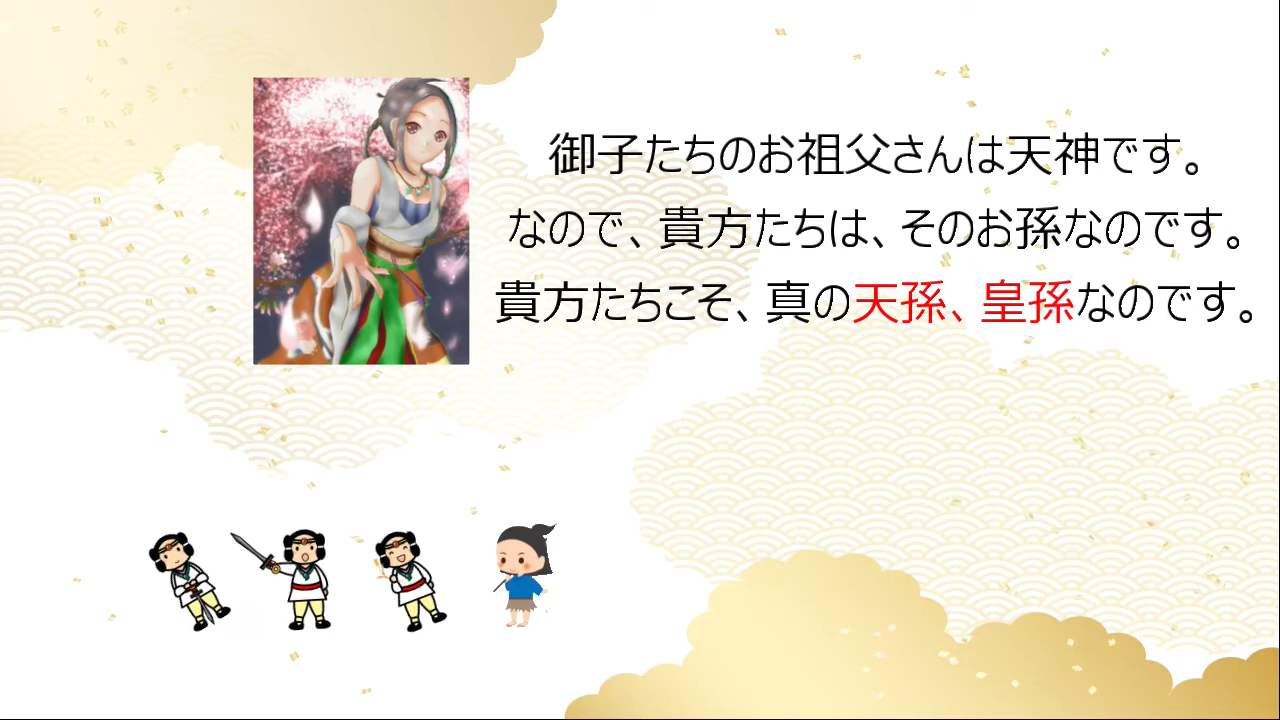 御子たちのお祖父さんは天神です。
なので、貴方たちは、そのお孫なのです。
貴方たちこそ、真の天孫、皇孫なのです。